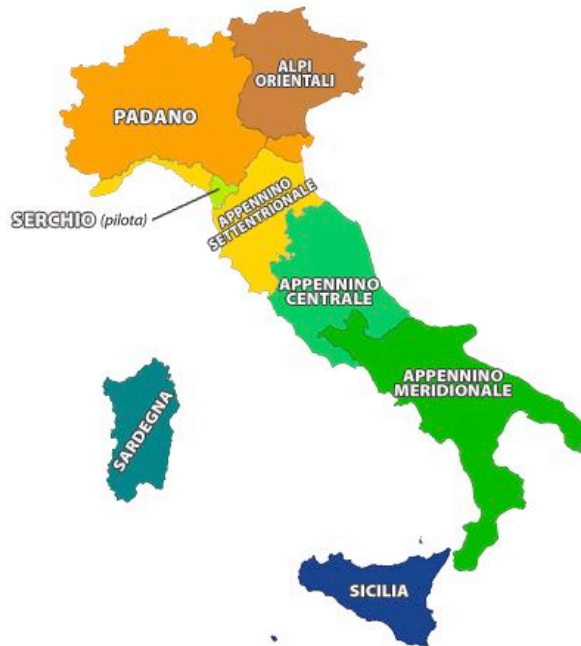 ALPI
ORIENTALI
PADANO
SERCHIO (pilota)
APPENNINO
SETTENTRIONALE
APPENNINO
CENTRALE
APPENNINO
MERIDIONALE
SARDEGNA
SICILIA